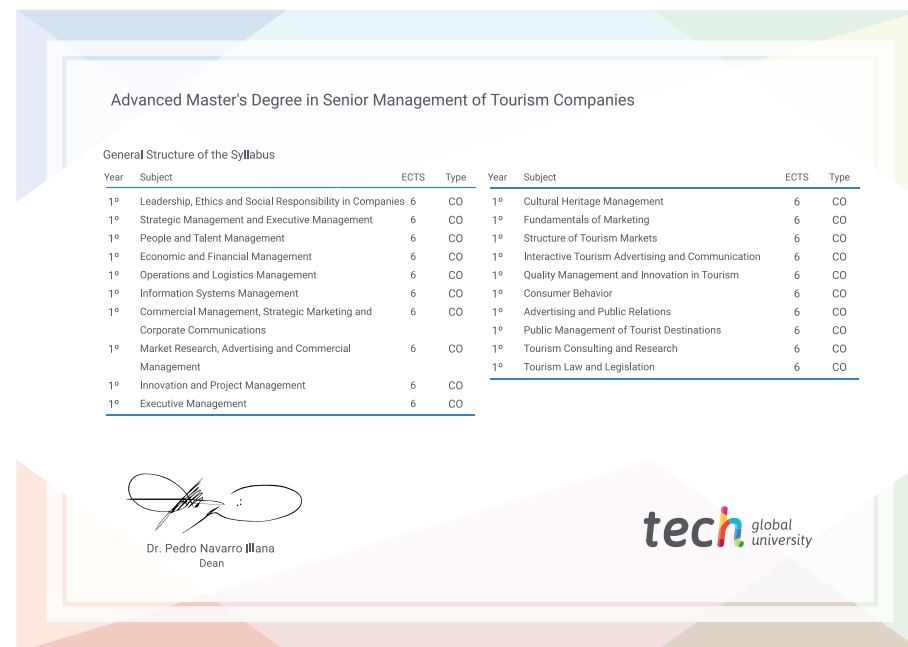 Advanced Master's Degree in Senior Management of Tourism Companies
General Structure of the Syllabus
Year Subject ECTS Type
1º Leadership, Ethics and Social Responsibility in Companies 6 CO
1º Strategic Management and Executive Management 6 CO
1º People and Talent Management 6 CO
1º Economic and Financial Management 6 CO
1º Operations and Logistics Management 6 CO
1º Information Systems Management 6 CO
1º Commercial Management, Strategic Marketing and 6 CO
Corporate Communications
1º Market Research, Advertising and Commercial 6 CO
Management
1º Innovation and Project Management 6 CO
1º Executive Management 6 CO
Year Subject ECTS Type
1º Cultural Heritage Management 6 CO
1º Fundamentals of Marketing 6 CO
1º Structure of Tourism Markets 6 CO
1º Interactive Tourism Advertising and Communication 6 CO
1º Quality Management and Innovation in Tourism 6 CO
1º Consumer Behavior 6 CO
1º Advertising and Public Relations 6 CO
1º Public Management of Tourist Destinations 6 CO
1º Tourism Consulting and Research 6 CO
1º Tourism Law and Legislation 6 CO
Dr. Pedro Navarro Illana
Dean
tech global
university